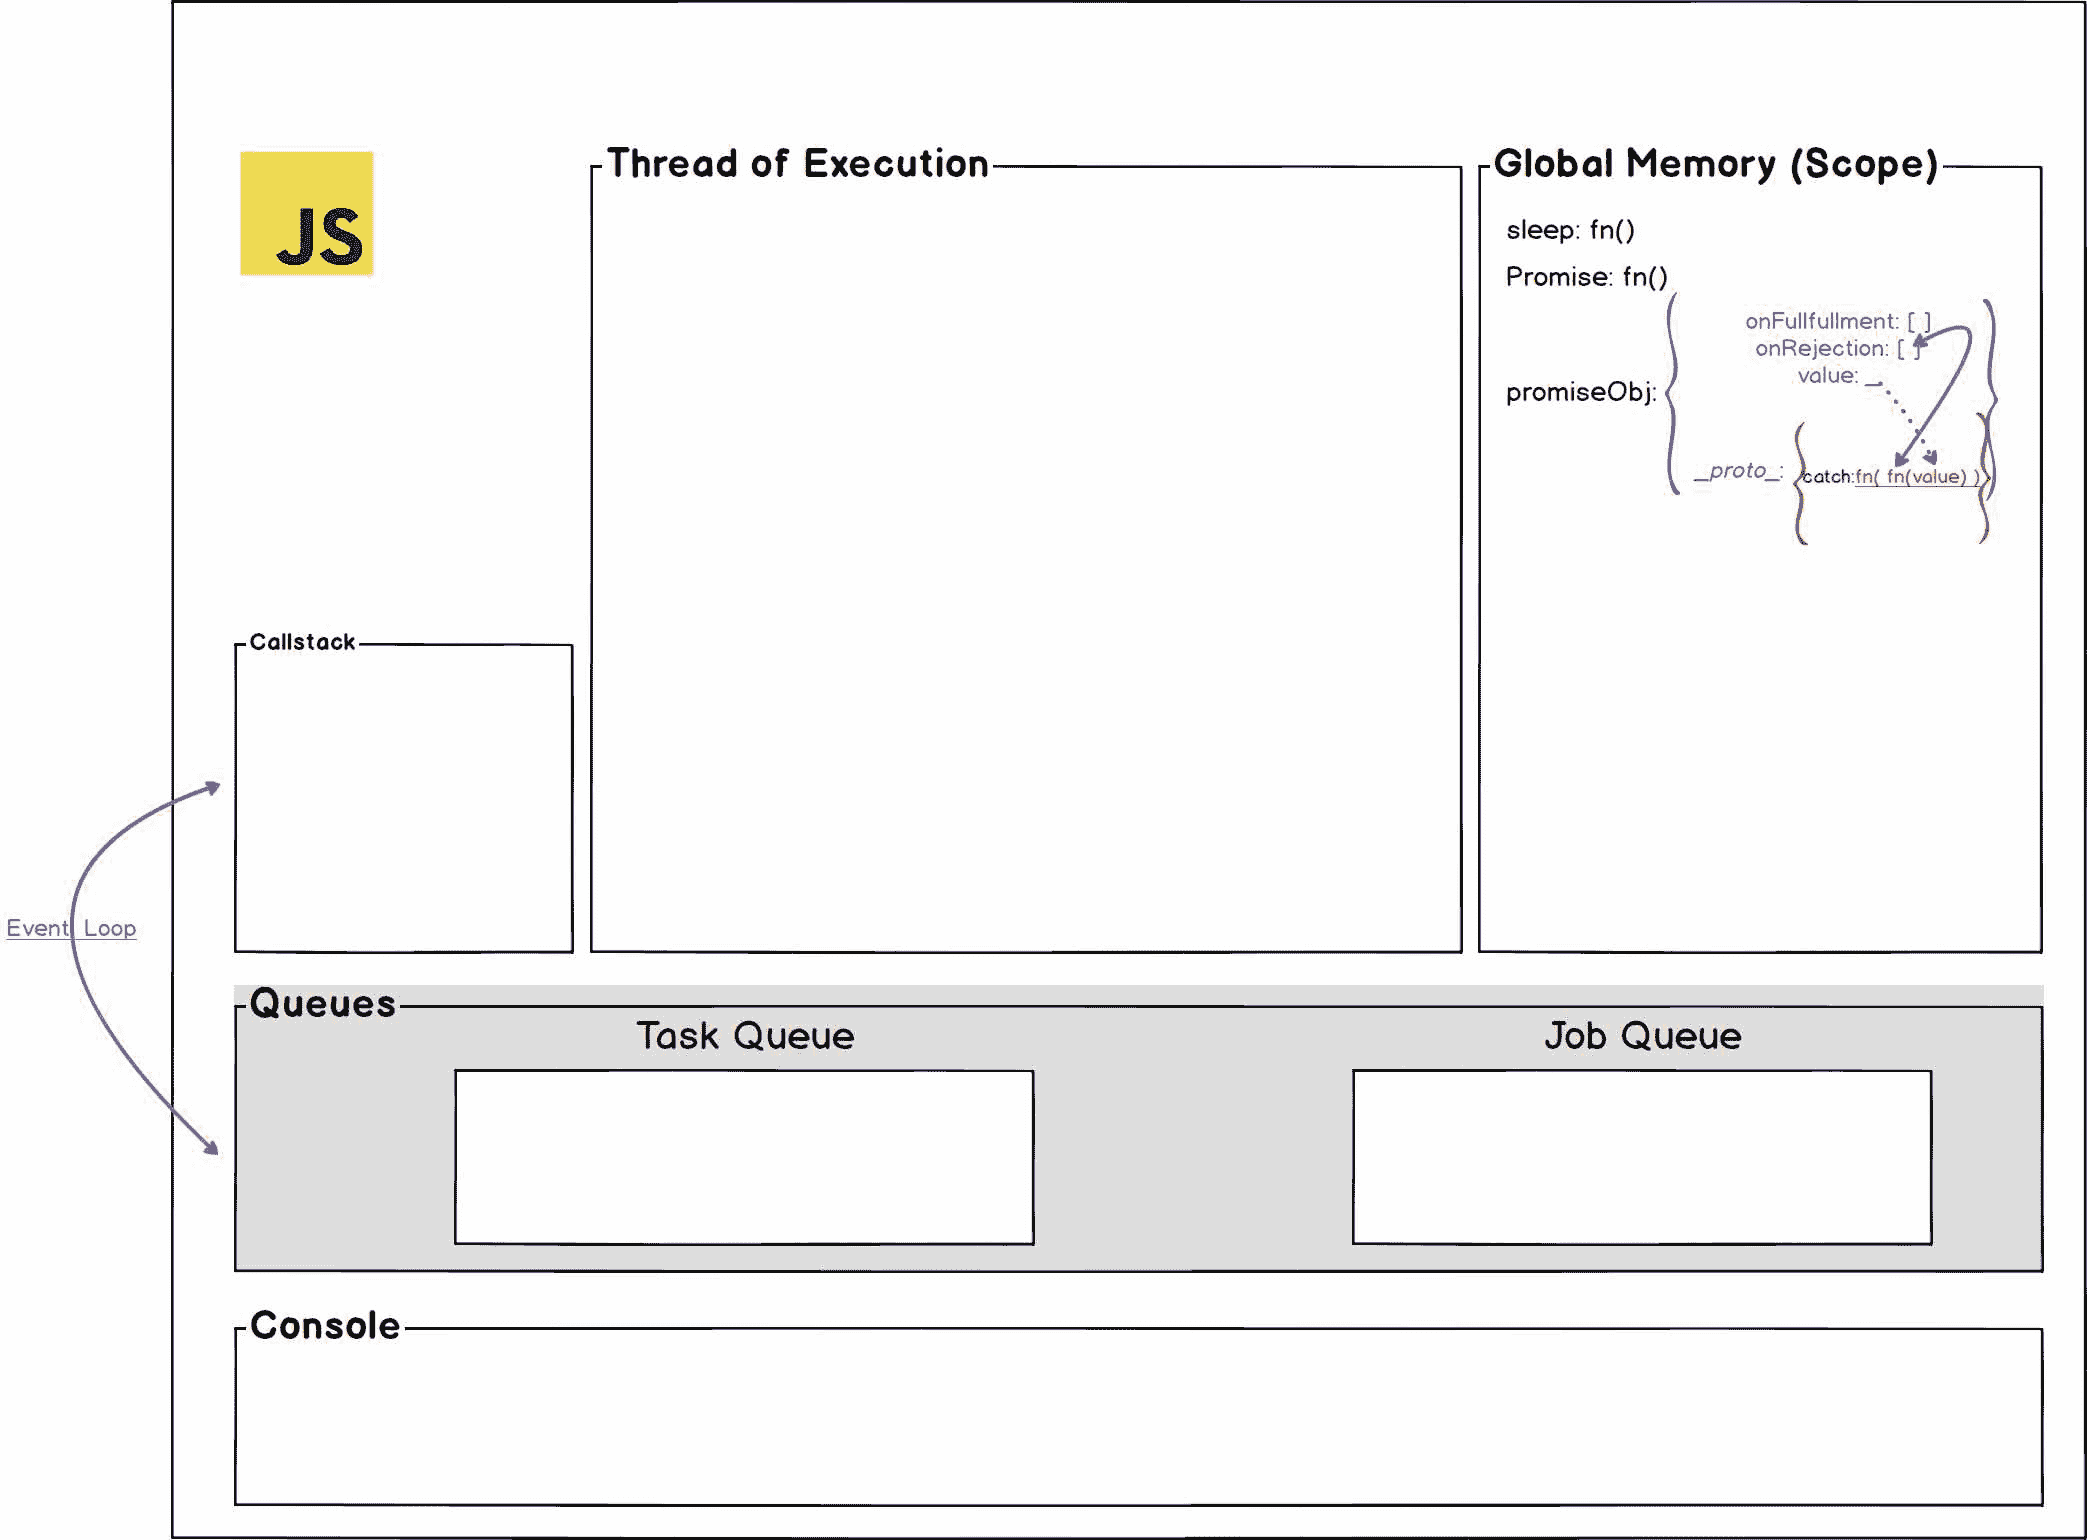 JS
Thread of Execution
Global Memory (Scope)
sleep: fn()
Promise: fn()
onFullfullment: [ ]
onRejection: [ ]
value: _
promiseObj:
_proto_:
catch:fn( fn(value) )
Callstack
Event Loop
Queues
Task Queue
Job Queue
Console